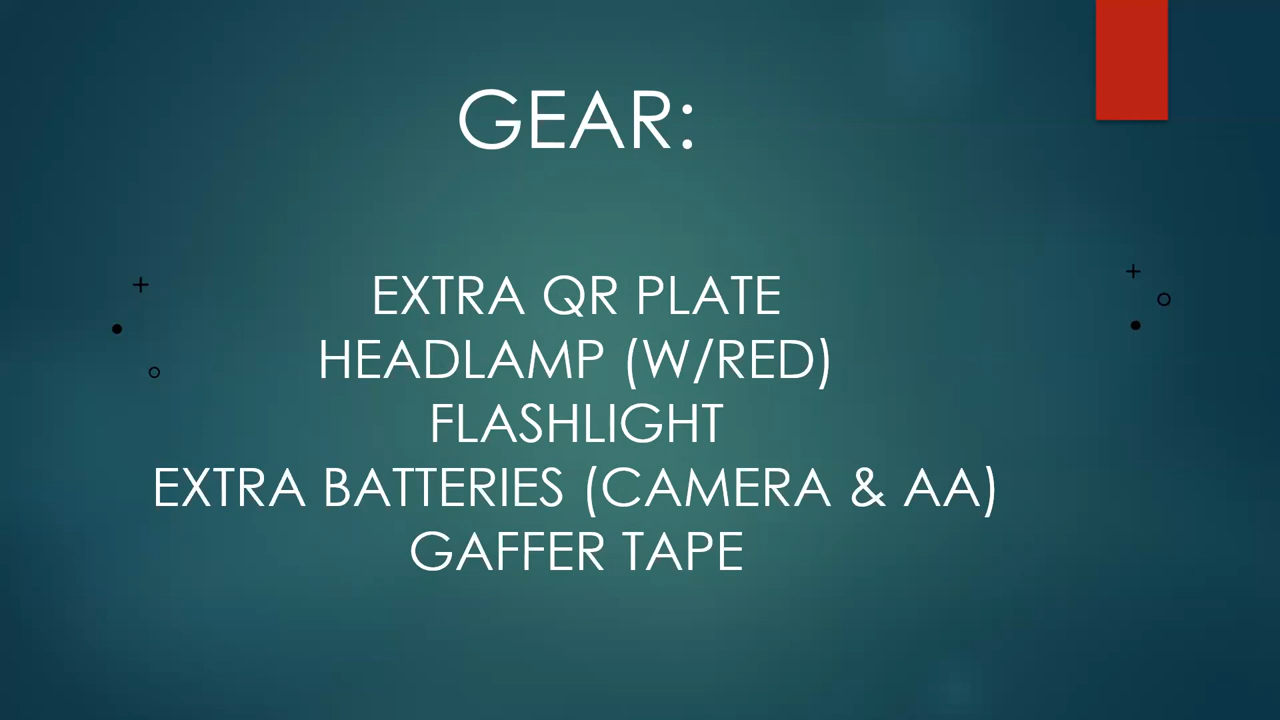 GEAR:
EXTRA QR PLATE
HEADLAMP (W/RED)
FLASHLIGHT
EXTRA BATTERIES (CAMERA & AA)
GAFFER TAPE